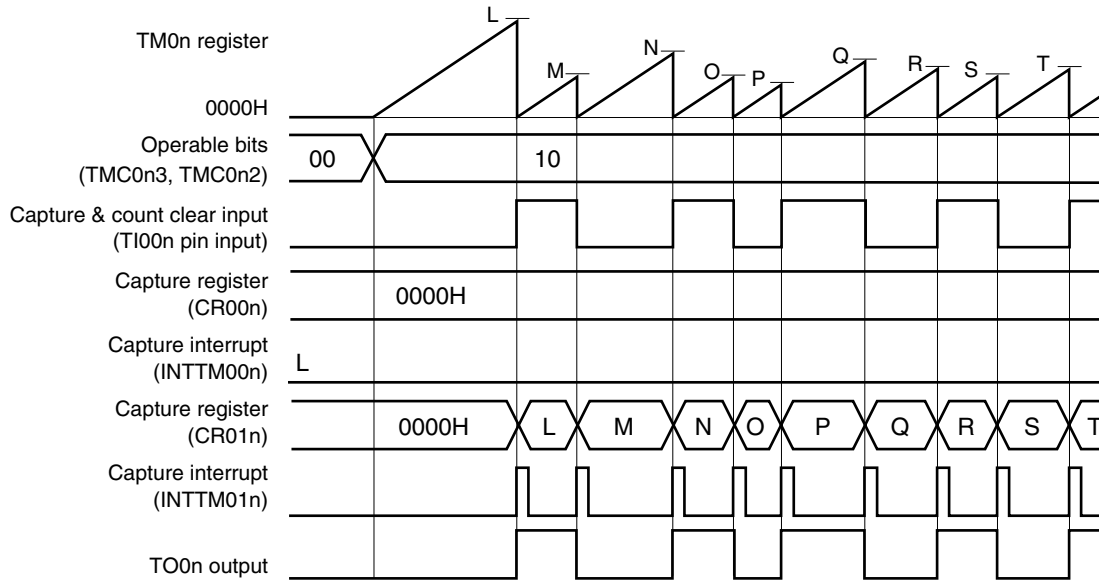 L
TM0n register
N
M
O
P
Q
R
S
T
0000H
Operable bits
(TMC0n3, TMC0n2)
00
10
Capture & count clear input
(TI00n pin input)
Capture register
(CR00n)
0000H
Capture interrupt
(INTTM00n)
L
Capture register
(CR01n)
0000H
L
M
N
O
P
Q
R
S
T
Capture interrupt
(INTTM01n)
TO0n output